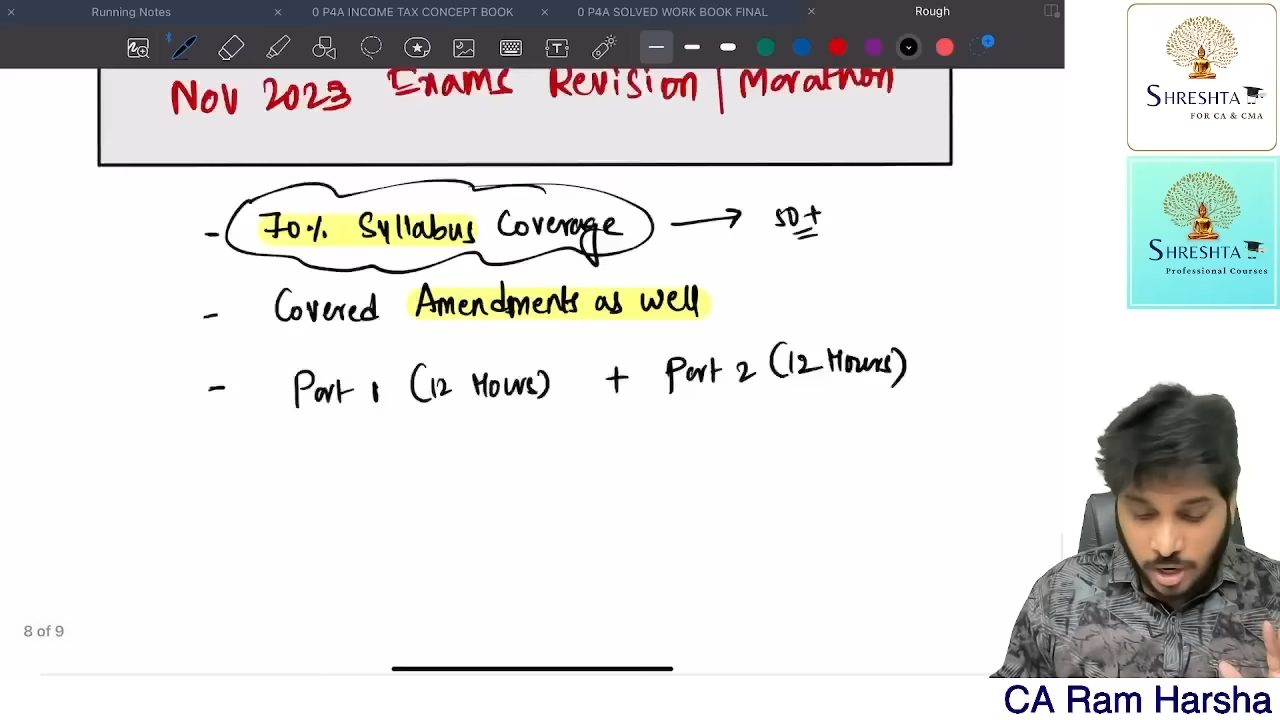 Running Notes
0 P4A INCOME TAX CONCEPT BOOK
0 P4A SOLVED WORK BOOK FINAL
Rough
Nov 2023 Exams Revision | Marathon
- 70% Syllabus Coverage → 50+
- Covered Amendments as well
- Part 1 (12 Hours) + Part 2 (12 Hours)
8 of 9
SHRESHTA
FOR CA & CMA
SHRESHTA
Professional Courses
CA Ram Harsha